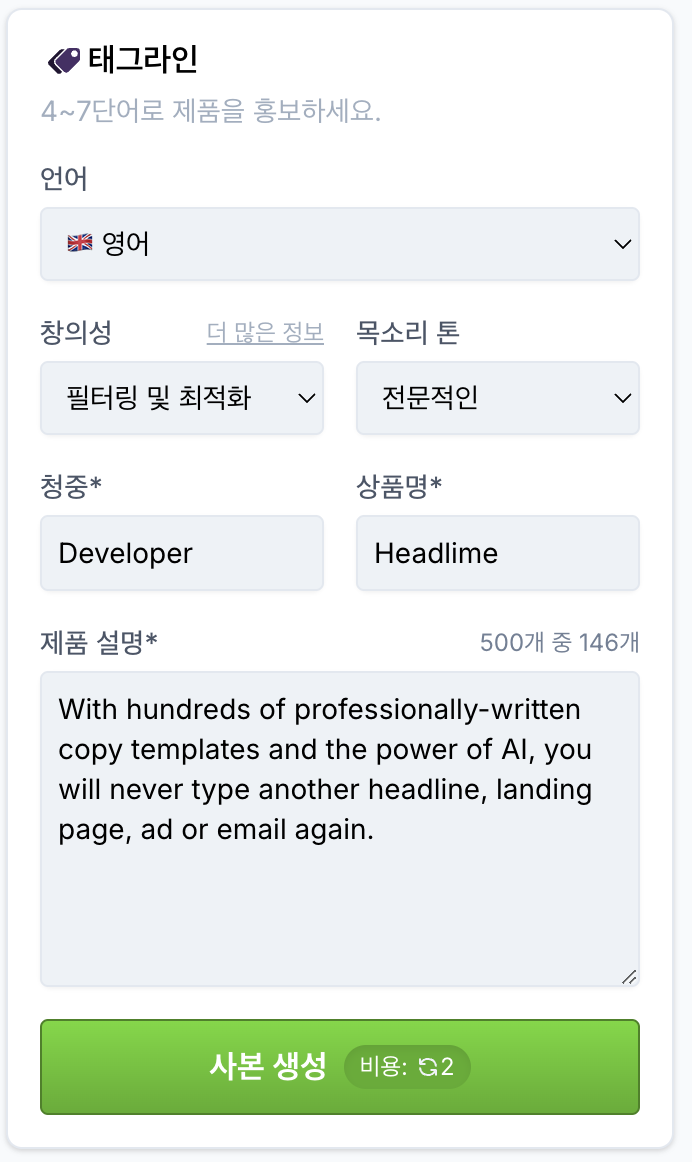 태그라인
4~7단어로 제품을 홍보하세요.
언어
🇬🇧 영어
창의성 더 많은 정보 목소리 톤
필터링 및 최적화 전문적인
청중* 상품명*
Developer Headlime
제품 설명* 500개 중 146개
With hundreds of professionally-written
copy templates and the power of AI, you
will never type another headline, landing
page, ad or email again.
사본 생성 비용: 2